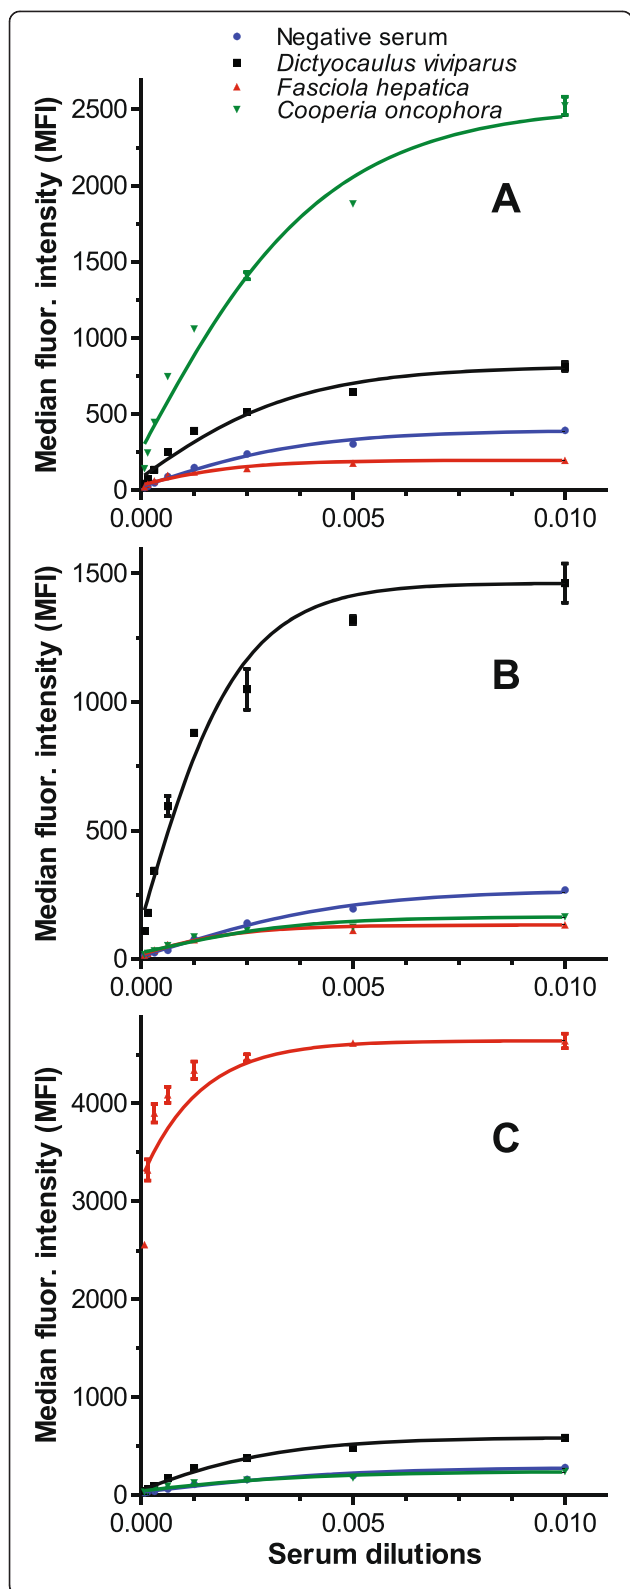 Negative serum
Dictyocaulus viviparus
Fasciola hepatica
Cooperia oncophora
Median fluor. intensity (MFI)
2500
2000
1500
1000
500
0
A
0.000 0.005 0.010
Median fluor. intensity (MFI)
1500
1000
500
0
B
0.000 0.005 0.010
Median fluor. intensity (MFI)
4000
3000
2000
1000
0
C
0.000 0.005 0.010
Serum dilutions